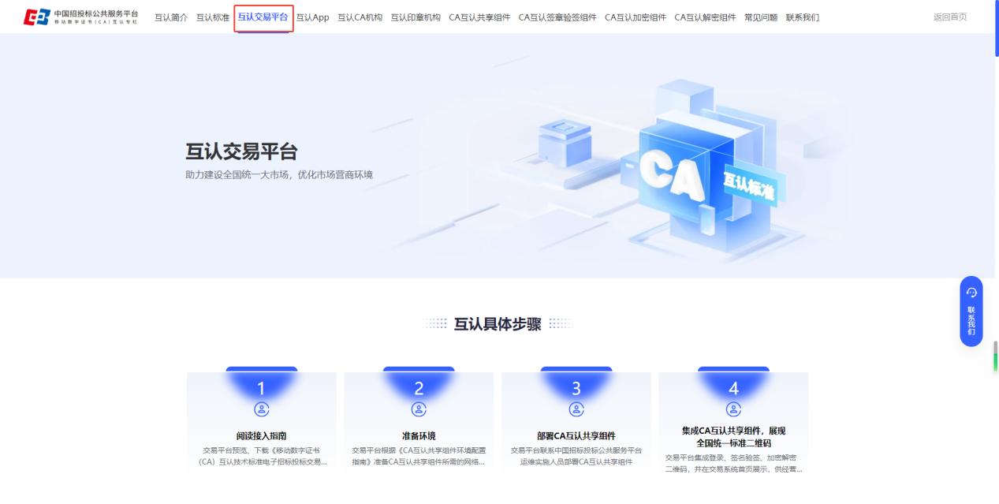 中国招投标公共服务平台
移动数字证书(CA)互认专栏
互认简介 互认标准 互认交易平台 互认App 互认CA机构 互认印章机构 CA互认共享组件 CA互认签章验签组件 CA互认加密组件 CA互认解密组件 常见问题 联系我们 返回首页
互认交易平台
助力建设全国统一大市场，优化市场营商环境
CA
互认标准
联系我们
互认具体步骤
1
阅读接入指南
交易平台预览、下载《移动数字证书
（CA）互认技术标准电子招标投标交易...
2
准备环境
交易平台根据《CA互认共享组件环境配置
指南》准备CA互认共享组件所需的网络...
3
部署CA互认共享组件
交易平台联系中国招标投标公共服务平台
运维实施人员部署CA互认共享组件
4
集成CA互认共享组件，展现
全国统一标准二维码
交易平台集成登录、签名验签、加密解密
二维码，并在交易系统首页展示，供经营...